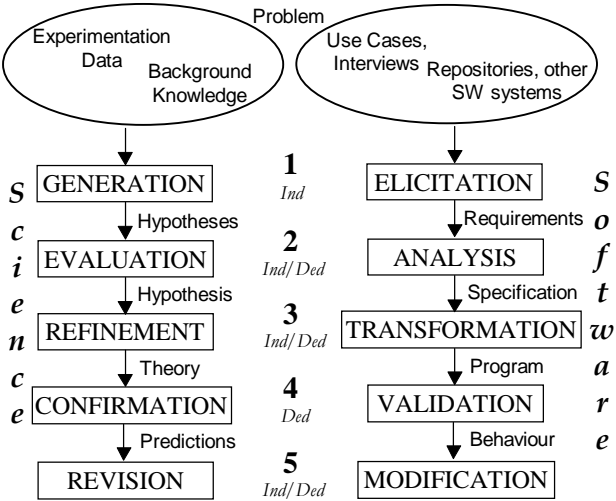 Problem
Experimentation
Data
Background
Knowledge
Use Cases,
Interviews
Repositories, other
SW systems
Science
GENERATION
Hypotheses
EVALUATION
Hypothesis
REFINEMENT
Theory
CONFIRMATION
Predictions
REVISION
1
Ind
2
Ind/Ded
3
Ind/Ded
4
Ded
5
Ind/Ded
ELICITATION
Requirements
ANALYSIS
Specification
TRANSFORMATION
Program
VALIDATION
Behaviour
MODIFICATION
Software